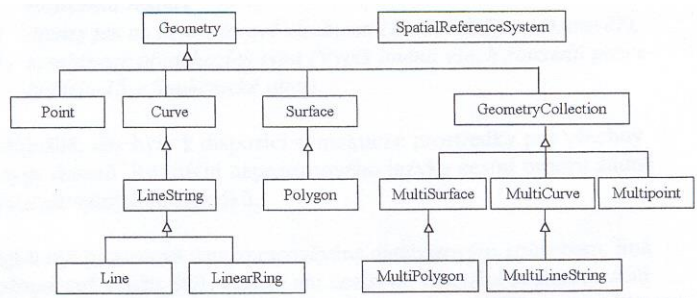 Geometry SpatialReferenceSystem
Point Curve Surface GeometryCollection
LineString Polygon MultiSurface MultiCurve Multipoint
Line LinearRing MultiPolygon MultiLineString